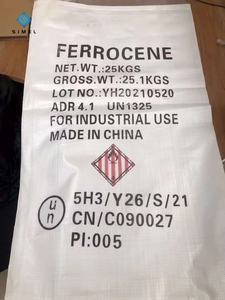 SIMEL
FERROCENE
NET.WT.:25KGS
GROSS.WT.:25.1KGS
LOT NO.:YH20210520
ADR 4.1 UN1325
FOR INDUSTRIAL USE
MADE IN CHINA
u n 5H3/Y26/S/21
CN/C090027
PI:005